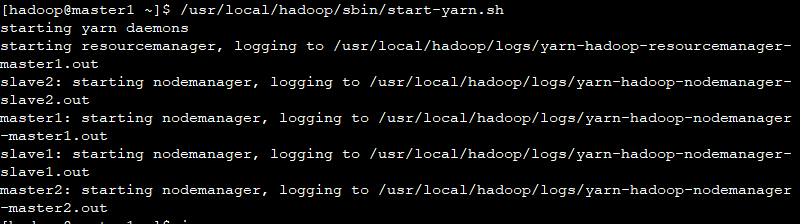 [hadoop@master1 ~]$ /usr/local/hadoop/sbin/start-yarn.sh
starting yarn daemons
starting resourcemanager, logging to /usr/local/hadoop/logs/yarn-hadoop-resourcemanager-
master1.out
slave2: starting nodemanager, logging to /usr/local/hadoop/logs/yarn-hadoop-nodemanager-
slave2.out
master1: starting nodemanager, logging to /usr/local/hadoop/logs/yarn-hadoop-nodemanager
-master1.out
slave1: starting nodemanager, logging to /usr/local/hadoop/logs/yarn-hadoop-nodemanager-
slave1.out
master2: starting nodemanager, logging to /usr/local/hadoop/logs/yarn-hadoop-nodemanager
-master2.out
[hadoop@master1 ~]$